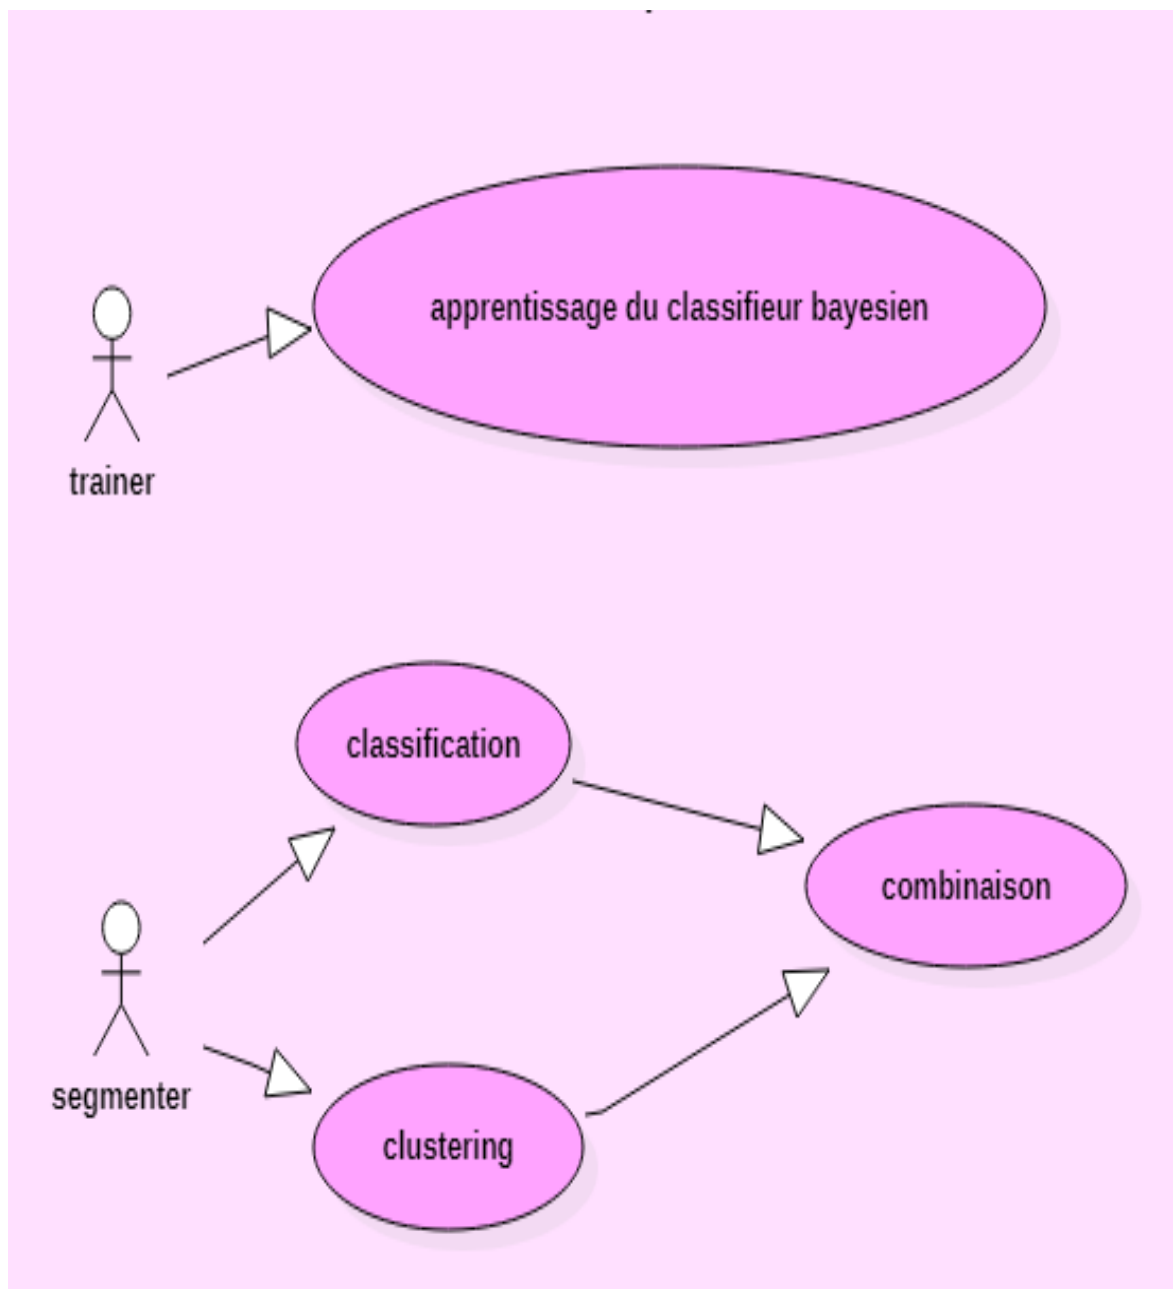 apprentissage du classifieur bayesien
trainer
classification
combinaison
segmenter
clustering